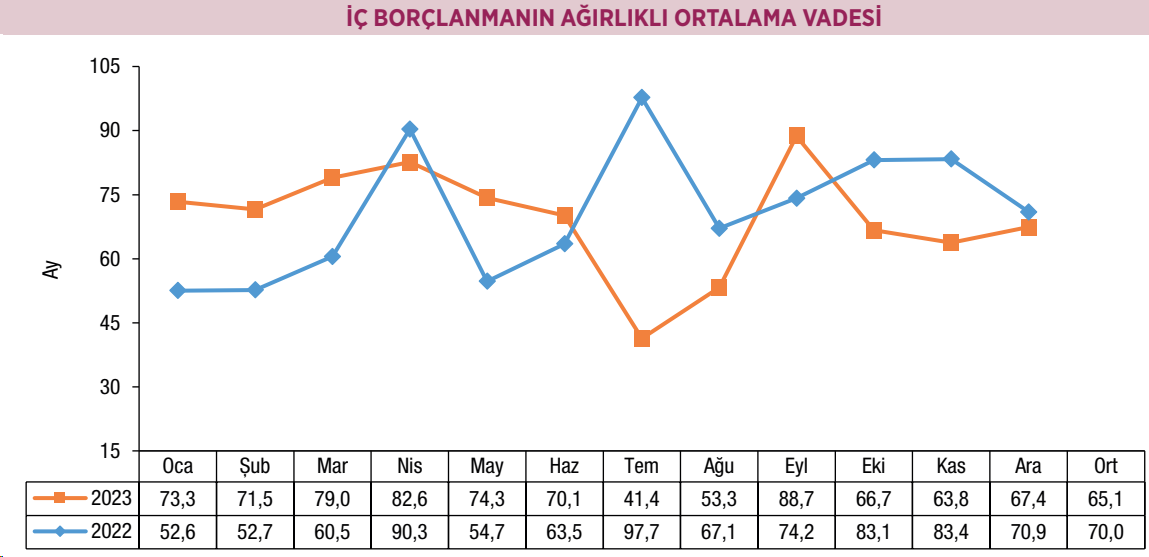 İÇ BORÇLANMANIN AĞIRLIKLI ORTALAMA VADESİ
105
90
75
60
45
30
15
Ay
Oca Şub Mar Nis May Haz Tem Ağu Eyl Eki Kas Ara Ort
2023 73,3 71,5 79,0 82,6 74,3 70,1 41,4 53,3 88,7 66,7 63,8 67,4 65,1
2022 52,6 52,7 60,5 90,3 54,7 63,5 97,7 67,1 74,2 83,1 83,4 70,9 70,0